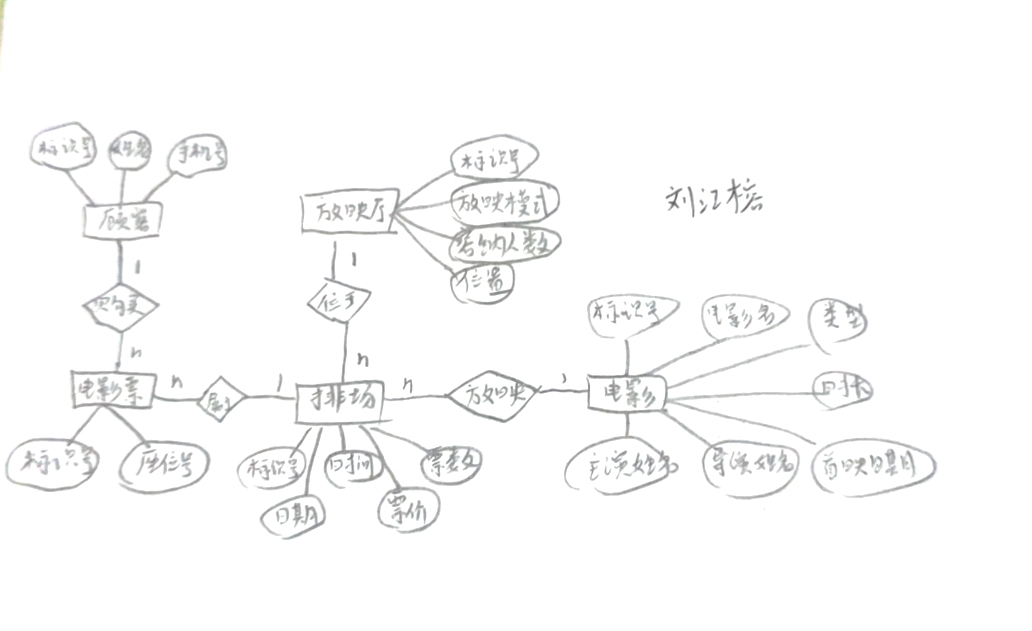 标识号 姓名 手机号
顾客
1
购买
n
电影票
标识号 座位号
n 属于 1
放映厅
标识号
放映模式
容纳人数
位置
1
位于
n
排场
标识号 日期 时间 票价 票数
n 放映 1
电影
标识号 电影名 类型
时长
主演姓名 导演姓名 首映日期
刘江榕